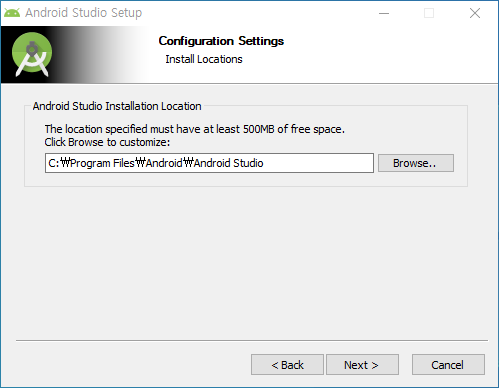 Android Studio Setup
Configuration Settings
Install Locations
Android Studio Installation Location
The location specified must have at least 500MB of free space.
Click Browse to customize:
C:₩Program Files₩Android₩Android Studio
Browse..
< Back
Next >
Cancel